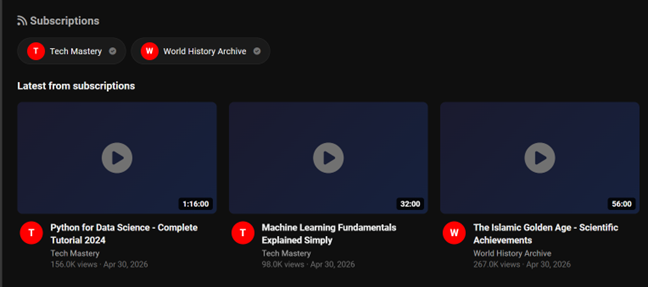 Subscriptions
T Tech Mastery
W World History Archive
Latest from subscriptions
1:16:00
T
Python for Data Science - Complete
Tutorial 2024
Tech Mastery
156.0K views · Apr 30, 2026
32:00
T
Machine Learning Fundamentals
Explained Simply
Tech Mastery
98.0K views · Apr 30, 2026
56:00
W
The Islamic Golden Age - Scientific
Achievements
World History Archive
267.0K views · Apr 30, 2026